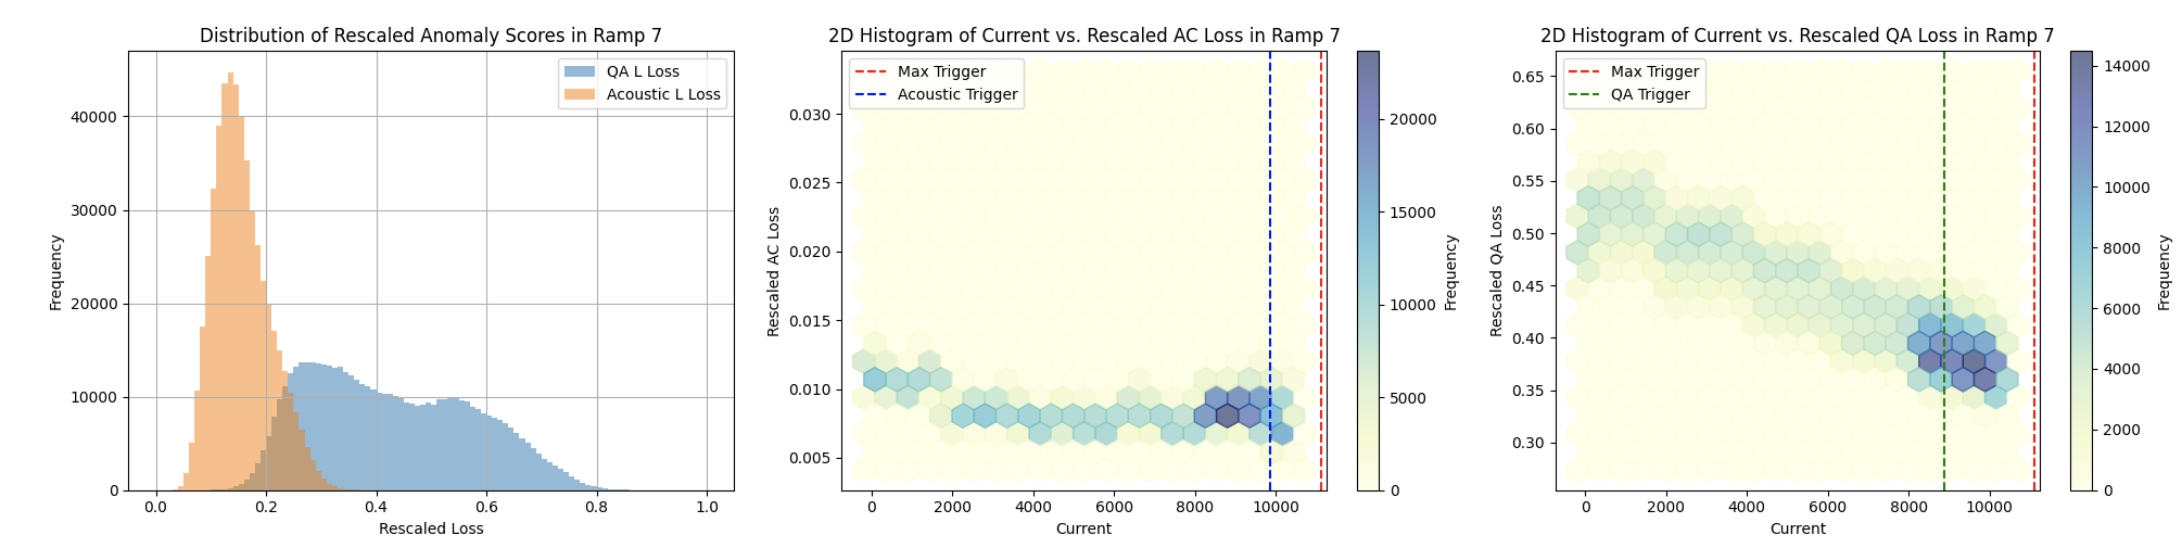 Distribution of Rescaled Anomaly Scores in Ramp 7
QA L Loss
Acoustic L Loss
Frequency
40000
30000
20000
10000
0
0.0 0.2 0.4 0.6 0.8 1.0
Rescaled Loss
2D Histogram of Current vs. Rescaled AC Loss in Ramp 7
Max Trigger
Acoustic Trigger
Rescaled AC Loss
0.030
0.025
0.020
0.015
0.010
0.005
0 2000 4000 6000 8000 10000
Current
20000
15000
10000
5000
0
Frequency
2D Histogram of Current vs. Rescaled QA Loss in Ramp 7
Max Trigger
QA Trigger
Rescaled QA Loss
0.65
0.60
0.55
0.50
0.45
0.40
0.35
0.30
0 2000 4000 6000 8000 10000
Current
14000
12000
10000
8000
6000
4000
2000
0
Frequency